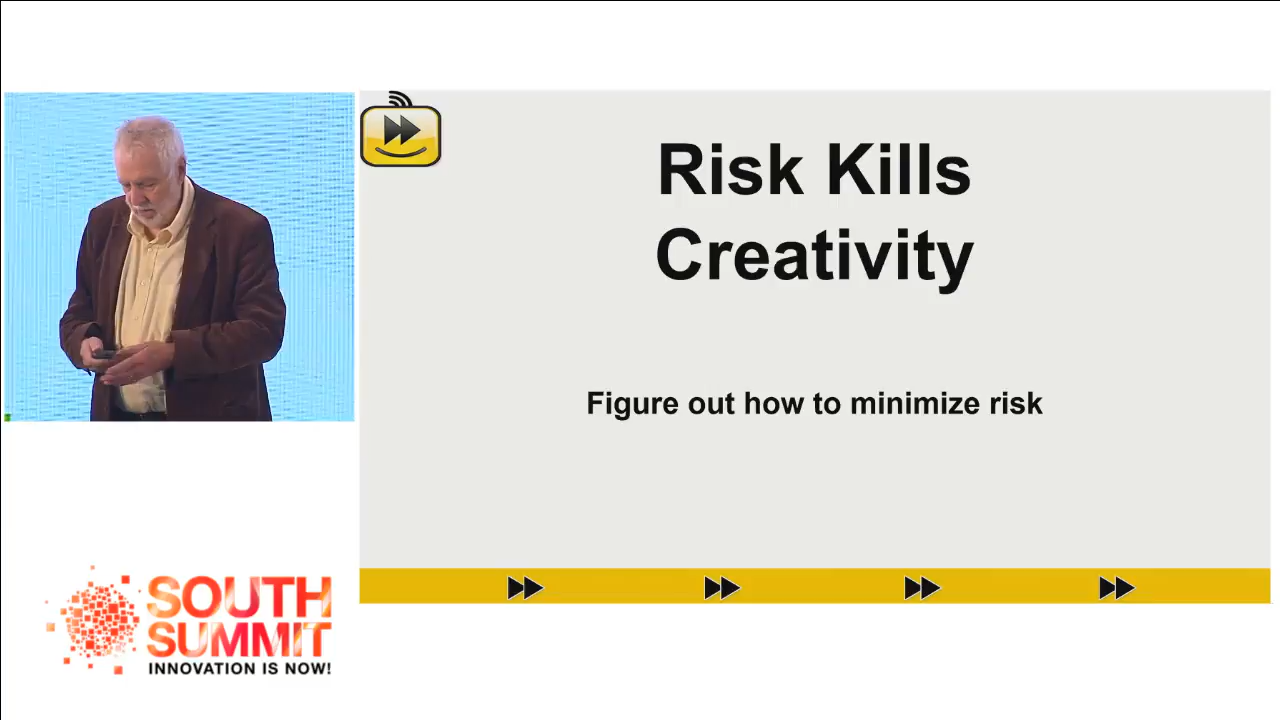 Risk Kills
Creativity
Figure out how to minimize risk
SOUTH
SUMMIT
INNOVATION IS NOW!